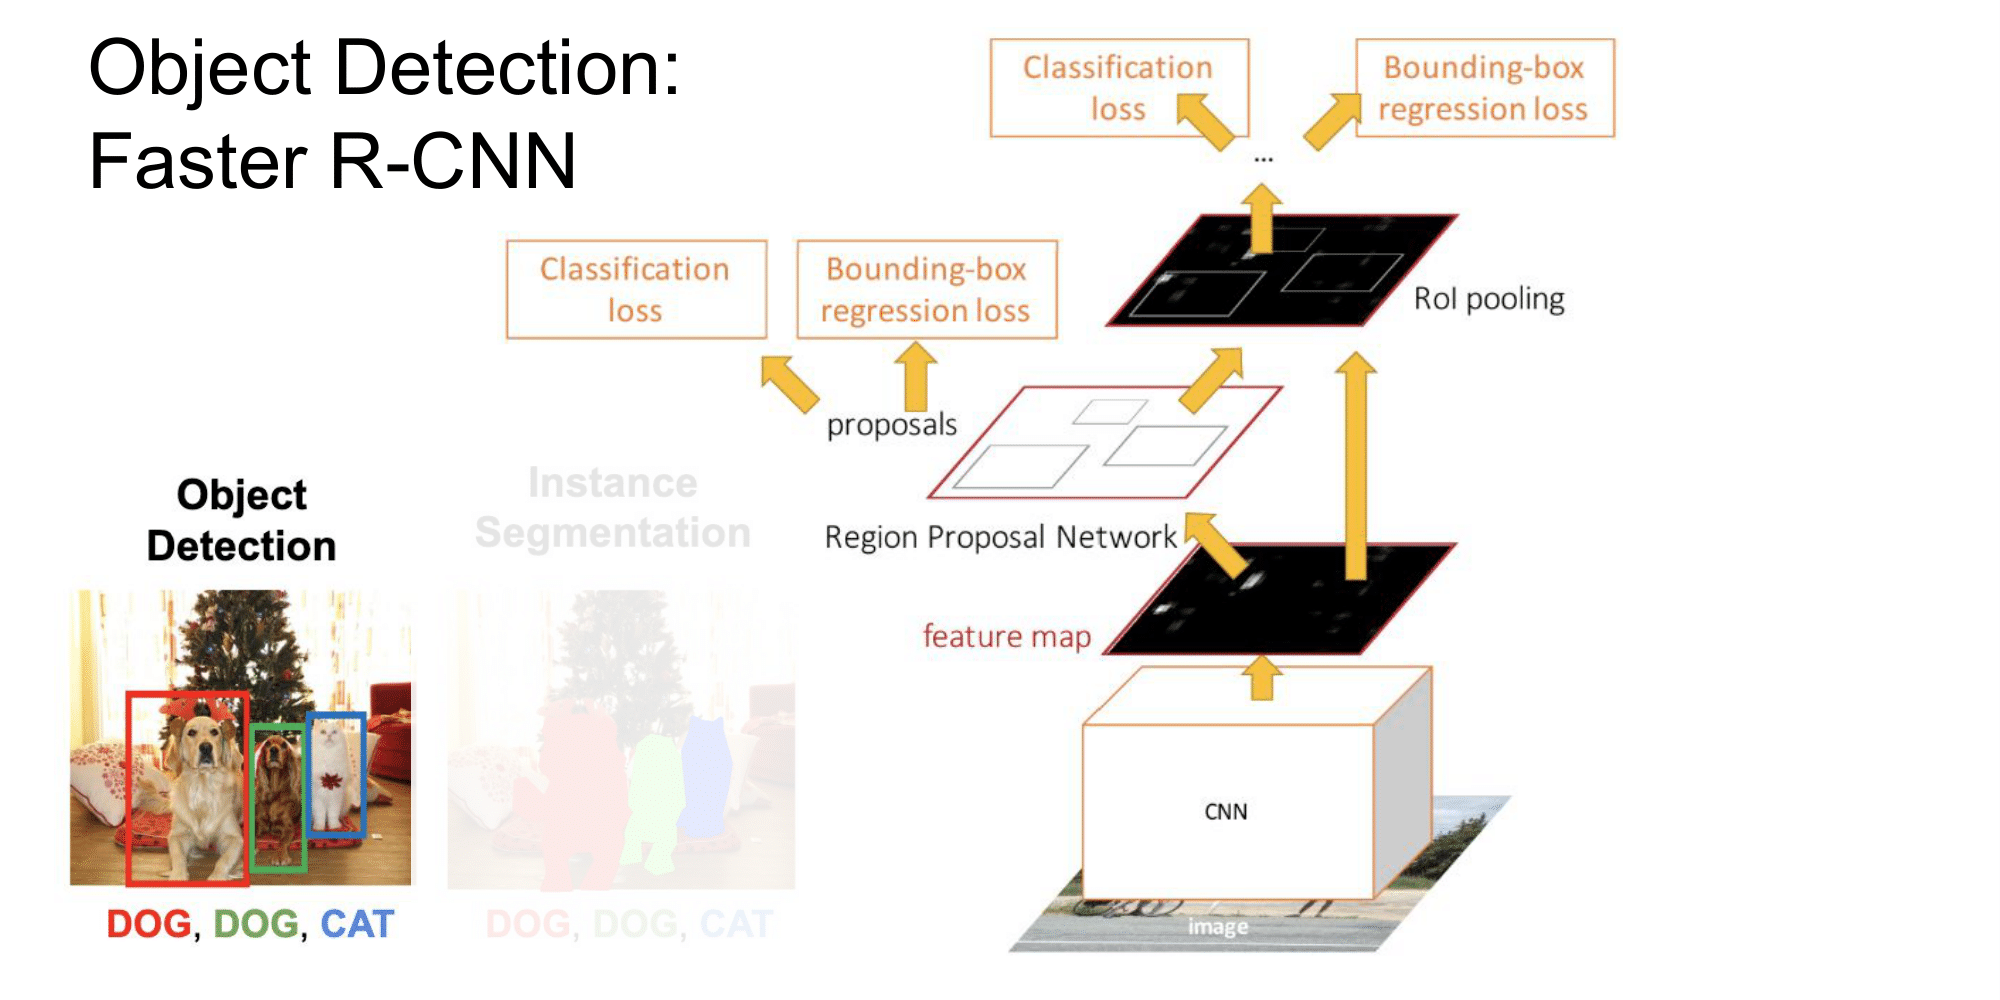 Object Detection:
Faster R-CNN
Classification
loss
Bounding-box
regression loss
...
RoI pooling
Classification
loss
Bounding-box
regression loss
proposals
Region Proposal Network
feature map
CNN
image
Object
Detection
DOG, DOG, CAT
Instance
Segmentation
DOG, DOG, CAT